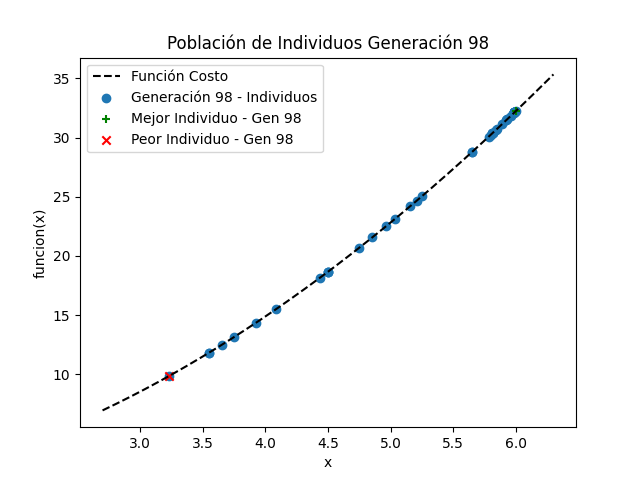 Población de Individuos Generación 98
Función Costo
Generación 98 - Individuos
Mejor Individuo - Gen 98
Peor Individuo - Gen 98
funcion(x)
35
30
25
20
15
10
3.0 3.5 4.0 4.5 5.0 5.5 6.0
x